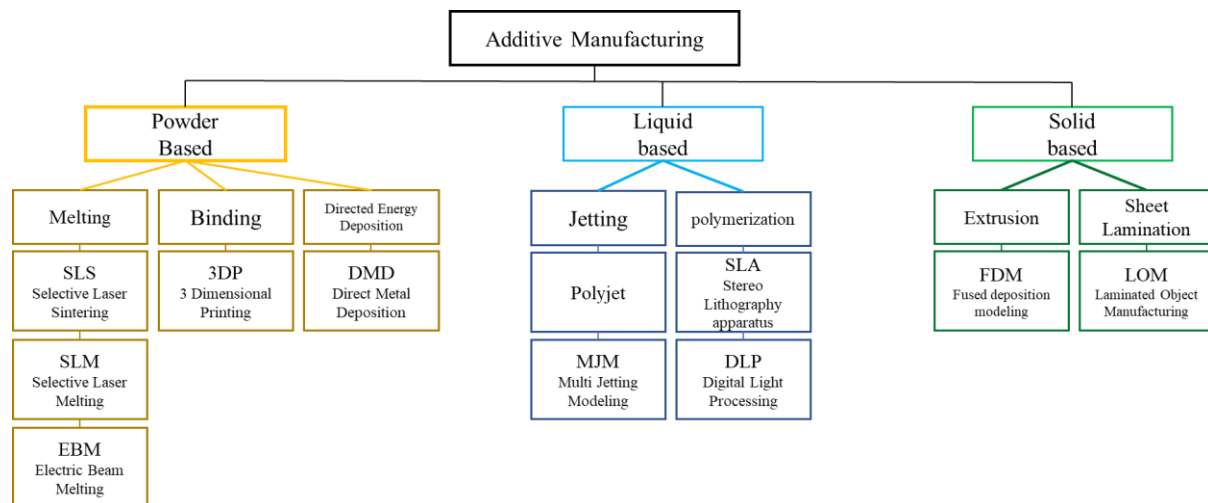 Additive Manufacturing
Powder
Based
Liquid
based
Solid
based
Melting
Binding
Directed Energy
Deposition
Jetting
polymerization
Extrusion
Sheet
Lamination
SLS
Selective Laser
Sintering
3DP
3 Dimensional
Printing
DMD
Direct Metal
Deposition
Polyjet
SLA
Stereo
Lithography
apparatus
FDM
Fused deposition
modeling
LOM
Laminated Object
Manufacturing
SLM
Selective Laser
Melting
MJM
Multi Jetting
Modeling
DLP
Digital Light
Processing
EBM
Electric Beam
Melting